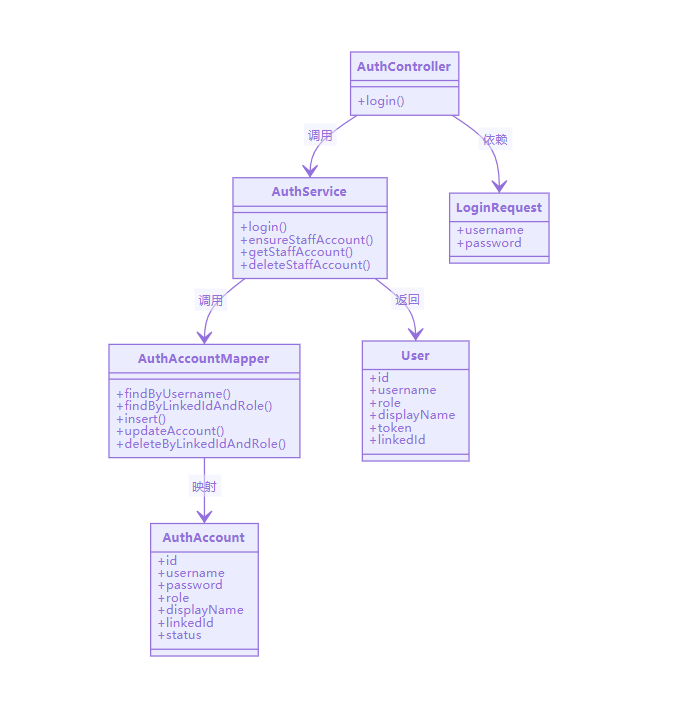 AuthController
+login()
调用
依赖
AuthService
+login()
+ensureStaffAccount()
+getStaffAccount()
+deleteStaffAccount()
LoginRequest
+username
+password
调用
返回
AuthAccountMapper
+findByUsername()
+findByLinkedIdAndRole()
+insert()
+updateAccount()
+deleteByLinkedIdAndRole()
User
+id
+username
+role
+displayName
+token
+linkedId
映射
AuthAccount
+id
+username
+password
+role
+displayName
+linkedId
+status